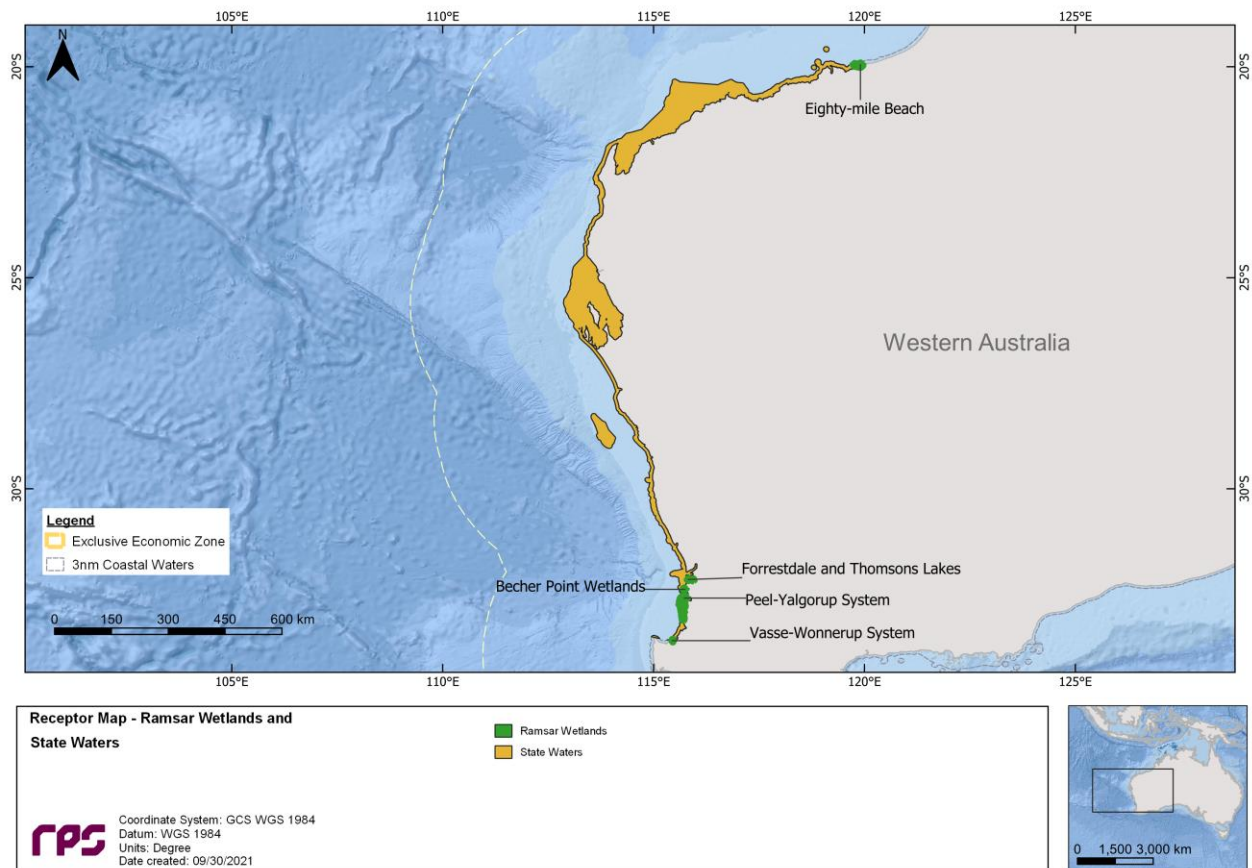 105°E 110°E 115°E 120°E 125°E
N
20°S 20°S
Eighty-mile Beach
25°S 25°S
Western Australia
30°S 30°S
Legend
Exclusive Economic Zone
3nm Coastal Waters
0 150 300 450 600 km
Forrestdale and Thomsons Lakes
Becher Point Wetlands
Peel-Yalgorup System
Vasse-Wonnerup System
105°E 110°E 115°E 120°E 125°E
Receptor Map - Ramsar Wetlands and
State Waters
Ramsar Wetlands
State Waters
rps
Coordinate System: GCS WGS 1984
Datum: WGS 1984
Units: Degree
Date created: 09/30/2021
0 1,500 3,000 km